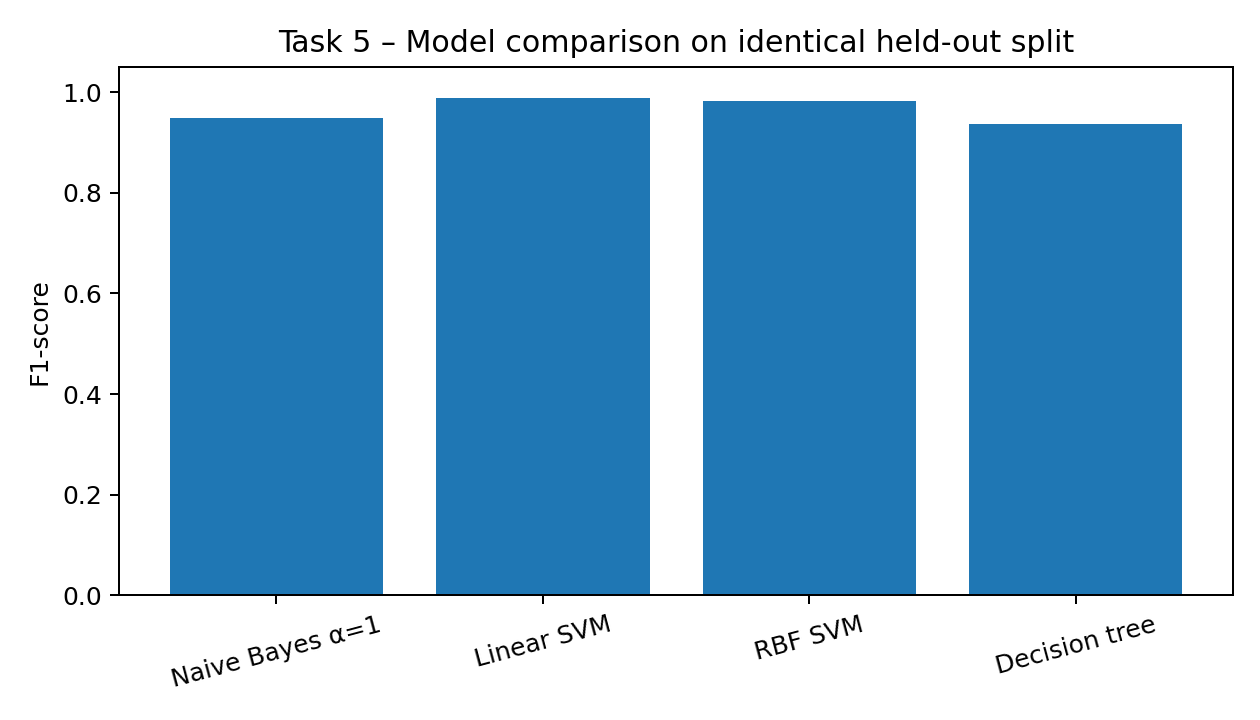 Task 5 – Model comparison on identical held-out split
F1-score
1.0
0.8
0.6
0.4
0.2
0.0
Naive Bayes α=1
Linear SVM
RBF SVM
Decision tree